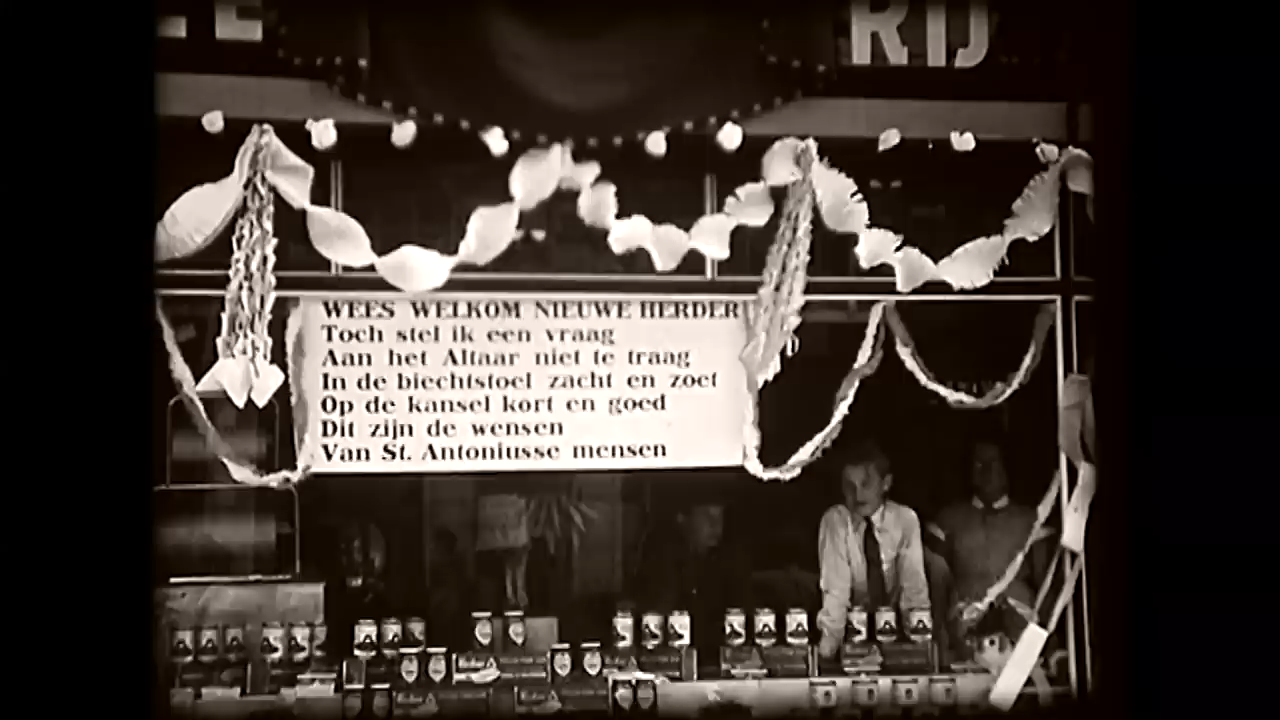 RIJ
WEES WELKOM NIEUWE HERDER
Toch stel ik een vraag
Aan het Altaar niet te traag
In de biechtstoel zacht en zoet
Op de kansel kort en goed
Dit zijn de wensen
Van St. Antoniusse mensen